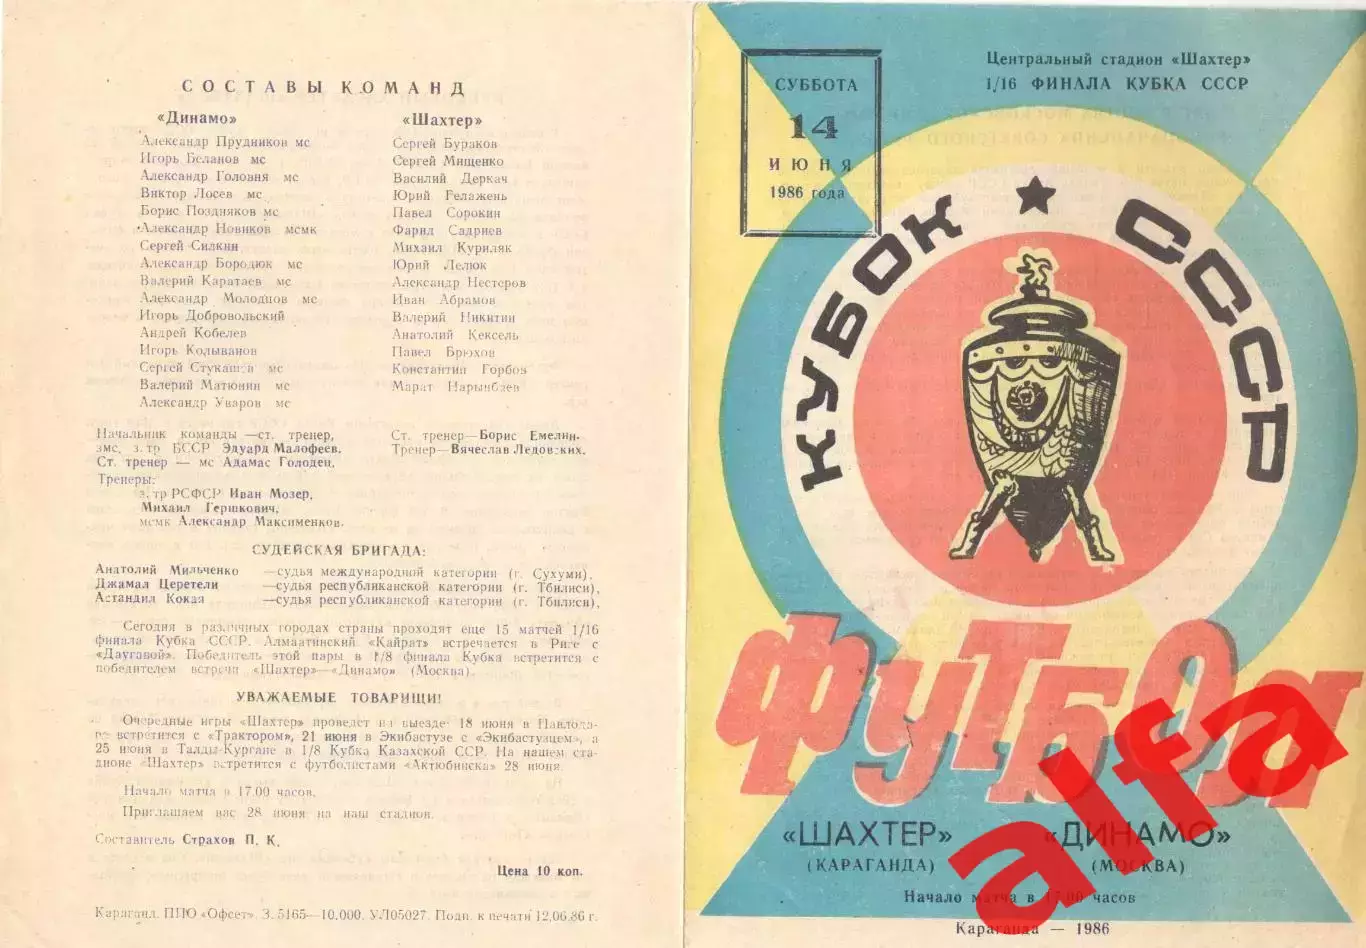 СОСТАВЫ КОМАНД
«Динамо»
Александр Прудников мс
Игорь Беланов мс
Александр Головня мс
Виктор Лосев мс
Борис Поздняков мс
Александр Новиков мсмк
Сергей Силкин
Александр Бородюк мс
Валерий Каратаев мс
Александр Молодцов мс
Игорь Добровольский
Андрей Кобелев
Игорь Колыванов
Сергей Стукашов мс
Валерий Матюнин мс
Александр Уваров мс
«Шахтер»
Сергей Бураков
Сергей Мищенко
Василий Деркач
Юрий Гелажень
Павел Сорокин
Фарид Садриев
Михаил Куриляк
Юрий Лелюк
Александр Нестеров
Иван Абрамов
Валерий Никитин
Анатолий Кексель
Павел Брюхов
Константин Горбов
Марат Нарынбаев
Начальник команды —ст. тренер,
змс, з. тр БССР Эдуард Малофеев,
Ст. тренер — мс Адамас Голодец,
Тренеры:
з. тр РСФСР Иван Мозер,
Михаил Гершкович,
мсмк Александр Максименков.
Ст. тренер—Борис Емелин.
Тренер—Вячеслав Ледовских.
СУДЕЙСКАЯ БРИГАДА:
Анатолий Мильченко —судья международной категории (г. Сухуми),
Джамал Церетели —судья республиканской категории (г. Тбилиси),
Астандил Кокая —судья республиканской категории (г. Тбилиси),
Сегодня в различных городах страны проходят еще 15 матчей 1/16
финала Кубка СССР. Алмаатинский «Кайрат» встречается в Риге с
«Даугавой». Победитель этой пары в 1/8 финала Кубка встретится с
победителем встречи «Шахтер»—«Динамо» (Москва).
УВАЖАЕМЫЕ ТОВАРИЩИ!
Очередные игры «Шахтер» проведет на выезде: 18 июня в Павлода-
ре встретится с «Трактором», 21 июня в Экибастузе с «Экибастузцем», а
25 июня в Талды-Кургане в 1/8 Кубка Казахской ССР. На нашем ста-
дионе «Шахтер» встретится с футболистами «Актюбинска» 28 июня.
Начало матча в 17.00 часов.
Приглашаем вас 28 июня на наш стадион.
Составитель Страхов П. К.
Цена 10 коп.
Караганд. ППО «Офсет». З. 5165—10.000. УЛ05027. Подп. к печати 12.06.86 г.
СУББОТА
14
ИЮНЯ
1986 года
Центральный стадион «Шахтер»
1/16 ФИНАЛА КУБКА СССР
КУБОК ★ СССР
ФУТБОЛ
«ШАХТЕР» «ДИНАМО»
(КАРАГАНДА) (МОСКВА)
Начало матча в 17.00 часов
Караганда — 1986
alfa